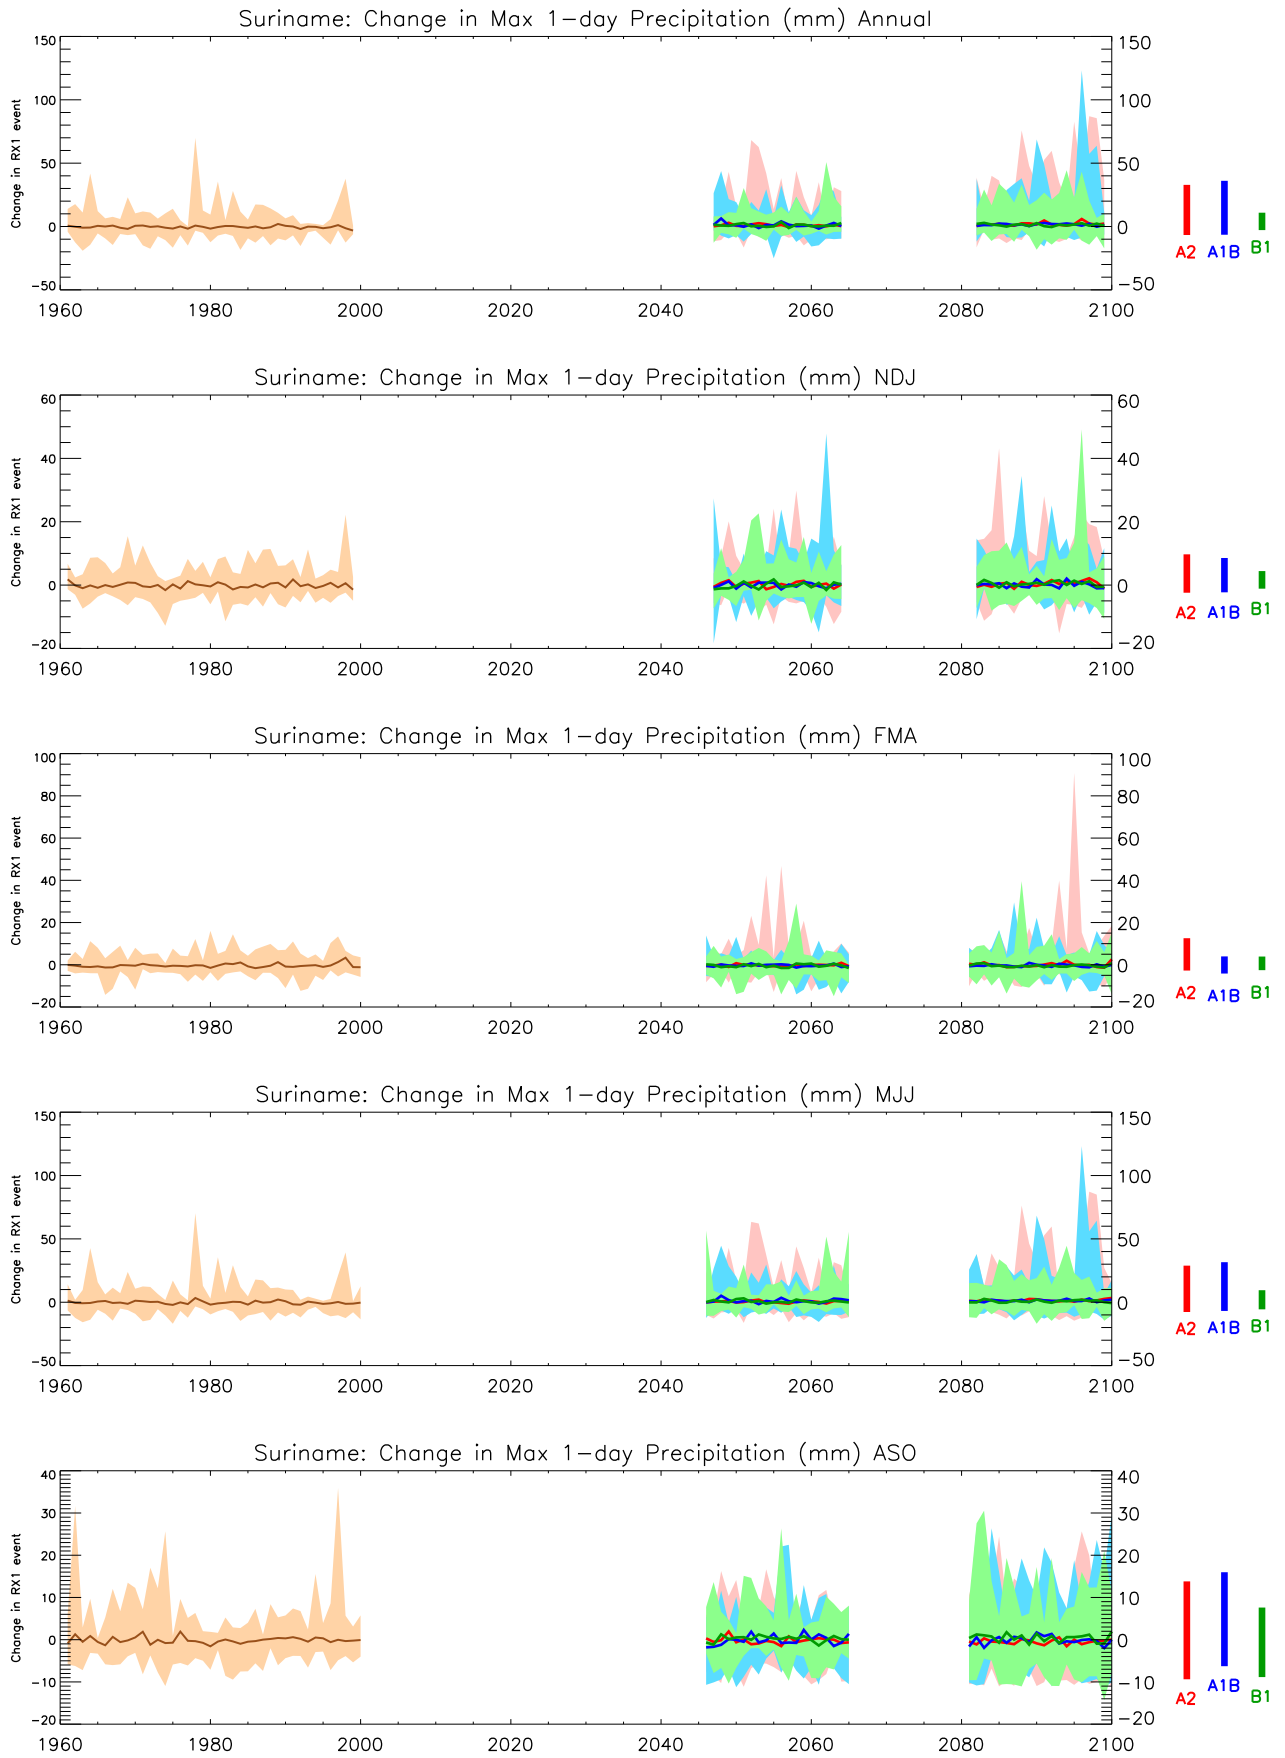 Suriname: Change in Max 1-day Precipitation (mm) Annual
150 150
100 100
50 50
0 0
-50 -50
Change in RX1 event
A2 A1B B1
1960 1980 2000 2020 2040 2060 2080 2100
Suriname: Change in Max 1-day Precipitation (mm) NDJ
60 60
40 40
20 20
0 0
-20 -20
Change in RX1 event
A2 A1B B1
1960 1980 2000 2020 2040 2060 2080 2100
Suriname: Change in Max 1-day Precipitation (mm) FMA
100 100
80 80
60 60
40 40
20 20
0 0
-20 -20
Change in RX1 event
A2 A1B B1
1960 1980 2000 2020 2040 2060 2080 2100
Suriname: Change in Max 1-day Precipitation (mm) MJJ
150 150
100 100
50 50
0 0
-50 -50
Change in RX1 event
A2 A1B B1
1960 1980 2000 2020 2040 2060 2080 2100
Suriname: Change in Max 1-day Precipitation (mm) ASO
40 40
30 30
20 20
10 10
0 0
-10 -10
-20 -20
Change in RX1 event
A2 A1B B1
1960 1980 2000 2020 2040 2060 2080 2100